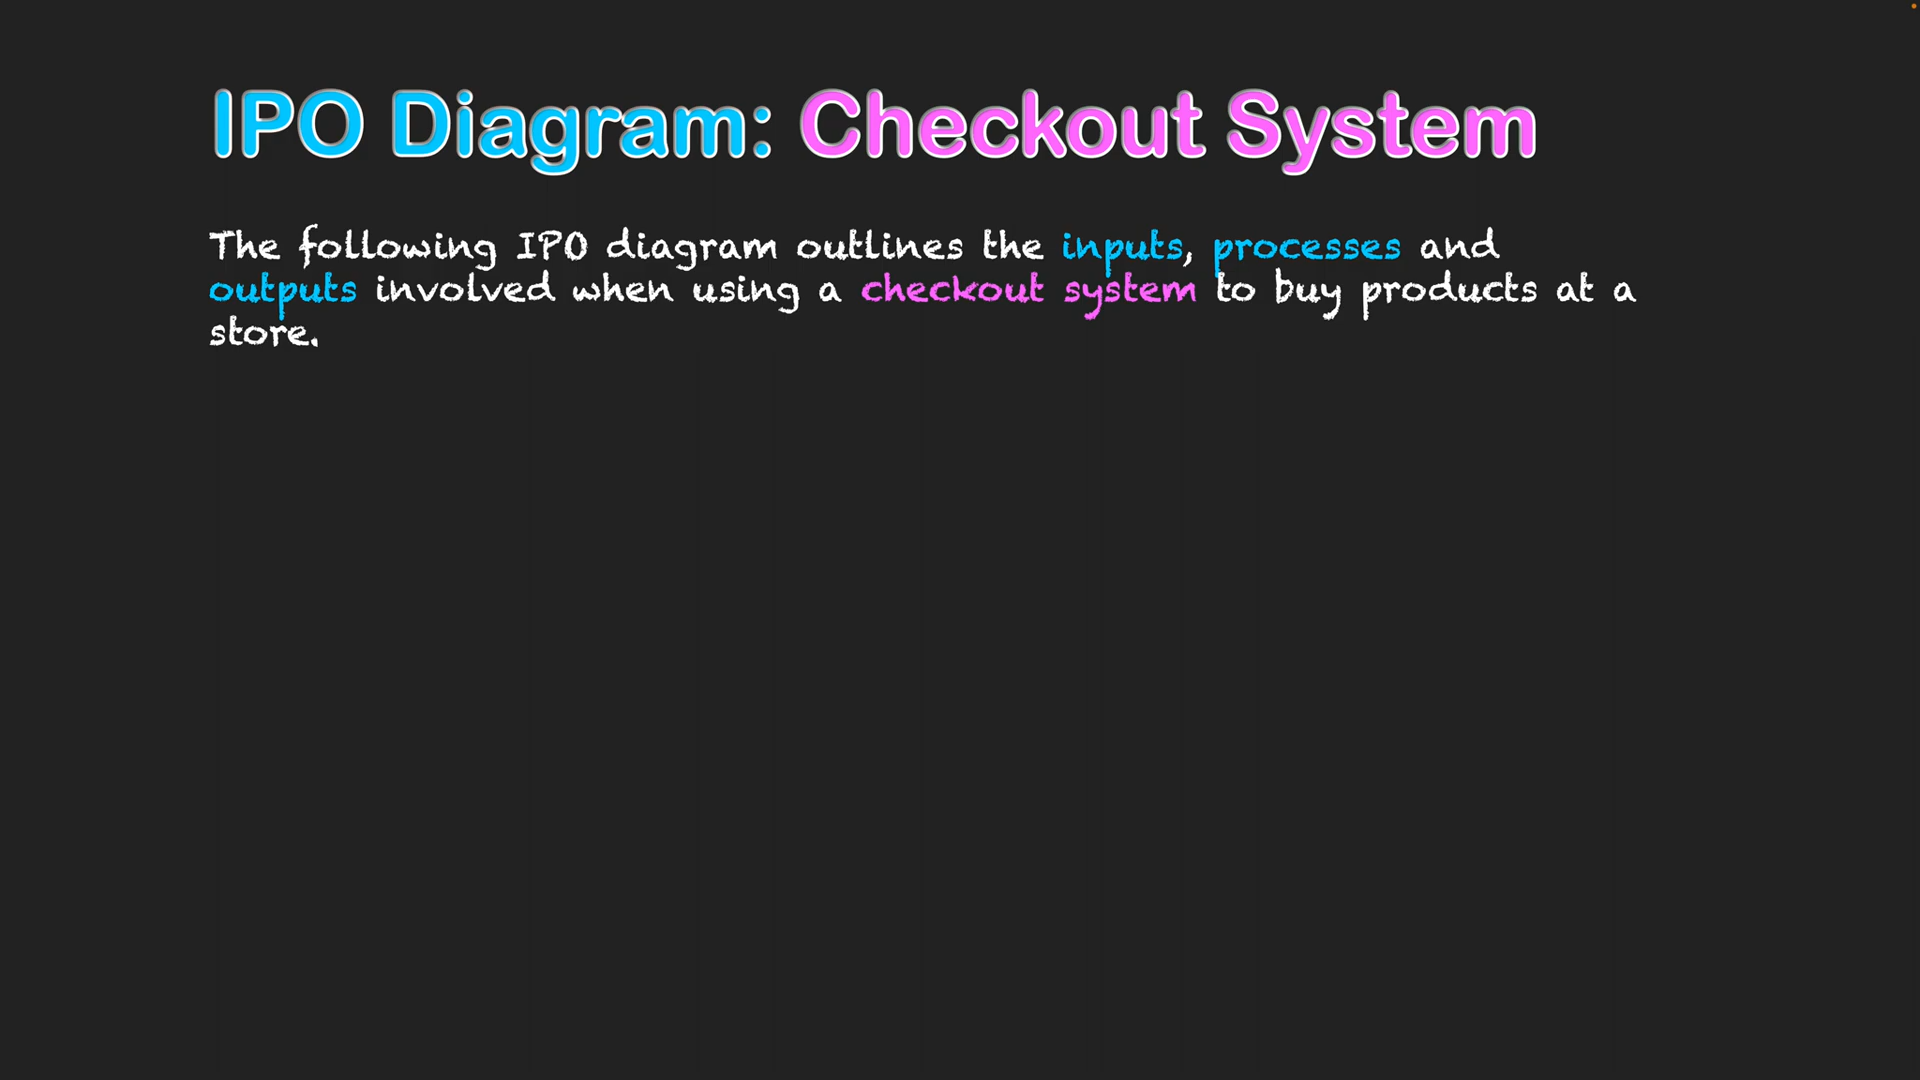 IPO Diagram: Checkout System
The following IPO diagram outlines the inputs, processes and
outputs involved when using a checkout system to buy products at a
store.